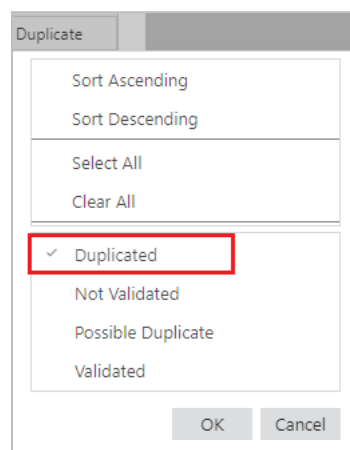 Duplicate
Sort Ascending
Sort Descending
Select All
Clear All
Duplicated
Not Validated
Possible Duplicate
Validated
OK Cancel